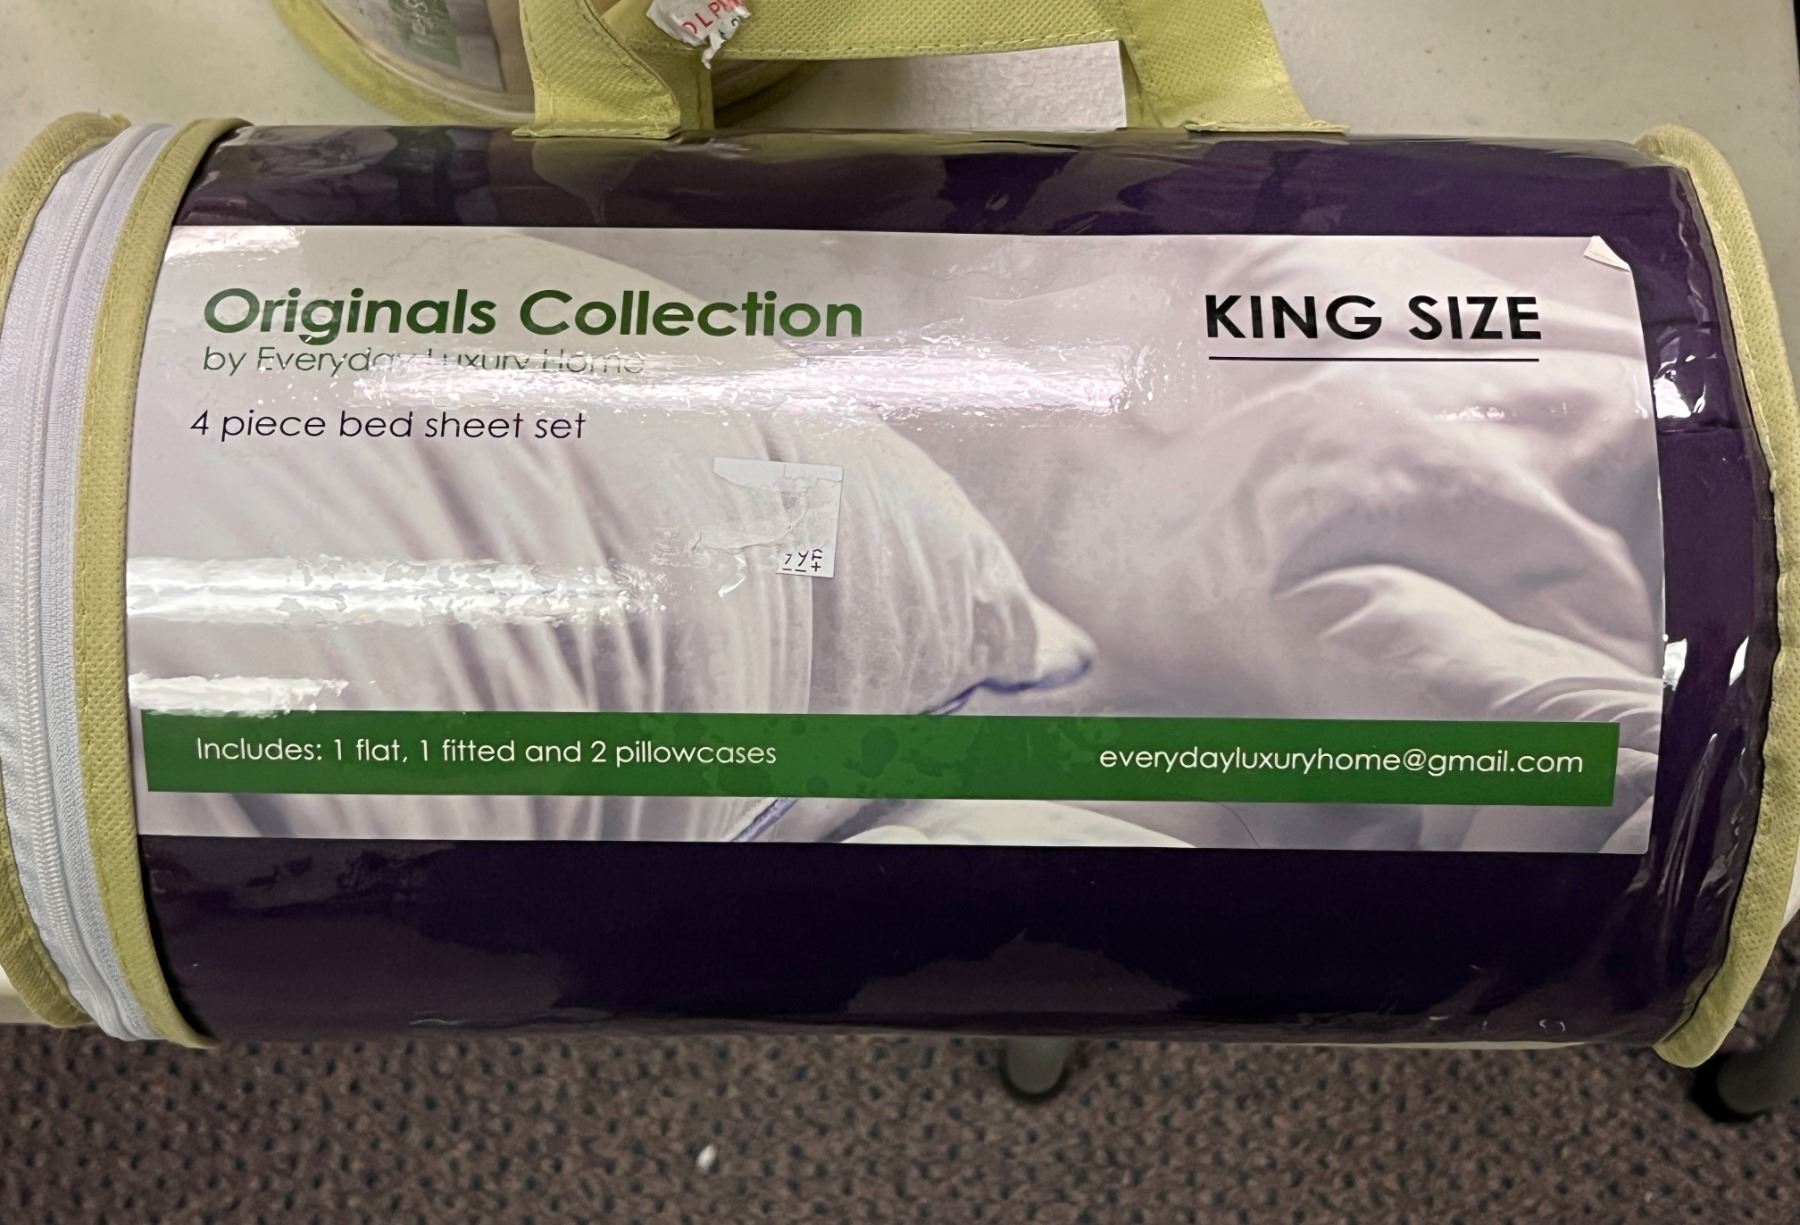 Originals Collection
by Everyday Luxury Home
4 piece bed sheet set
KING SIZE
Includes: 1 flat, 1 fitted and 2 pillowcases
everydayluxuryhome@gmail.com